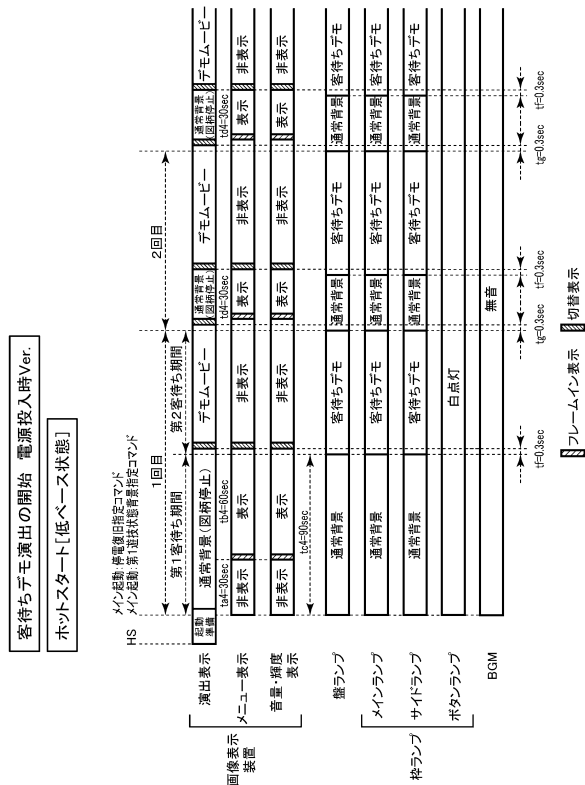 客待ちデモ演出の開始 電源投入時Ver.
ホットスタート[低ベース状態]
メイン起動:停電復旧指定コマンド
メイン起動:第1遊技状態背景指定コマンド
HS
1回目
2回目
第1客待ち期間
第2客待ち期間
画像表示装置
演出表示
起動準備
通常背景(図柄停止)
デモムービー
通常背景(図柄停止)
デモムービー
通常背景(図柄停止)
デモムービー
ta4=30sec
tb4=60sec
td4=30sec
td4=30sec
メニュー表示
非表示
表示
非表示
表示
非表示
表示
非表示
音量・輝度表示
非表示
表示
非表示
表示
非表示
表示
非表示
tc4=90sec
盤ランプ
通常背景
客待ちデモ
通常背景
客待ちデモ
通常背景
客待ちデモ
枠ランプ
メインランプ
通常背景
客待ちデモ
通常背景
客待ちデモ
通常背景
客待ちデモ
サイドランプ
通常背景
客待ちデモ
通常背景
客待ちデモ
通常背景
客待ちデモ
ボタンランプ
白点灯
BGM
無音
tf=0.3sec
tg=0.3sec
tf=0.3sec
tg=0.3sec
tf=0.3sec
フレームイン表示
切替表示